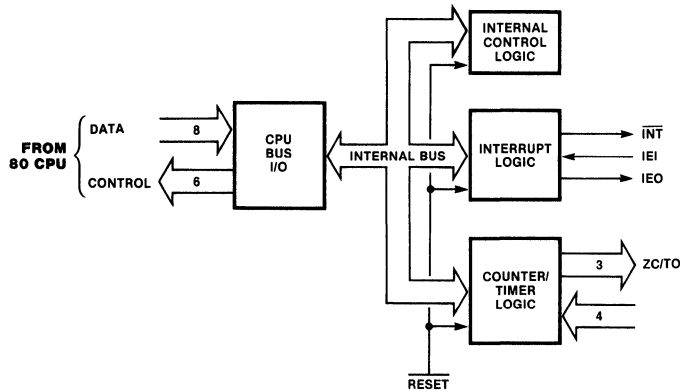 INTERNAL
CONTROL
LOGIC
FROM
80 CPU
DATA
8
CONTROL
6
CPU
BUS
I/O
INTERNAL BUS
INTERRUPT
LOGIC
INT
IEI
IEO
COUNTER/
TIMER
LOGIC
3
ZC/TO
4
RESET